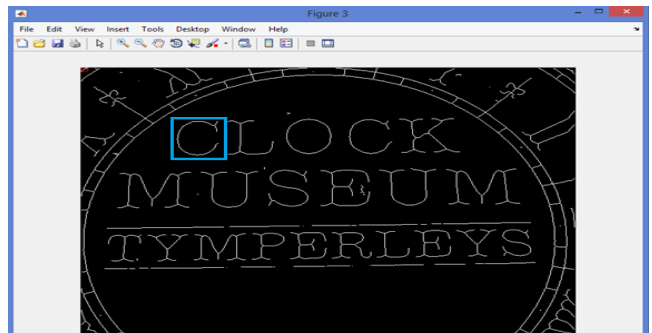 Figure 3
File Edit View Insert Tools Desktop Window Help
CLOCK
MUSEUM
TYMPERLEYS